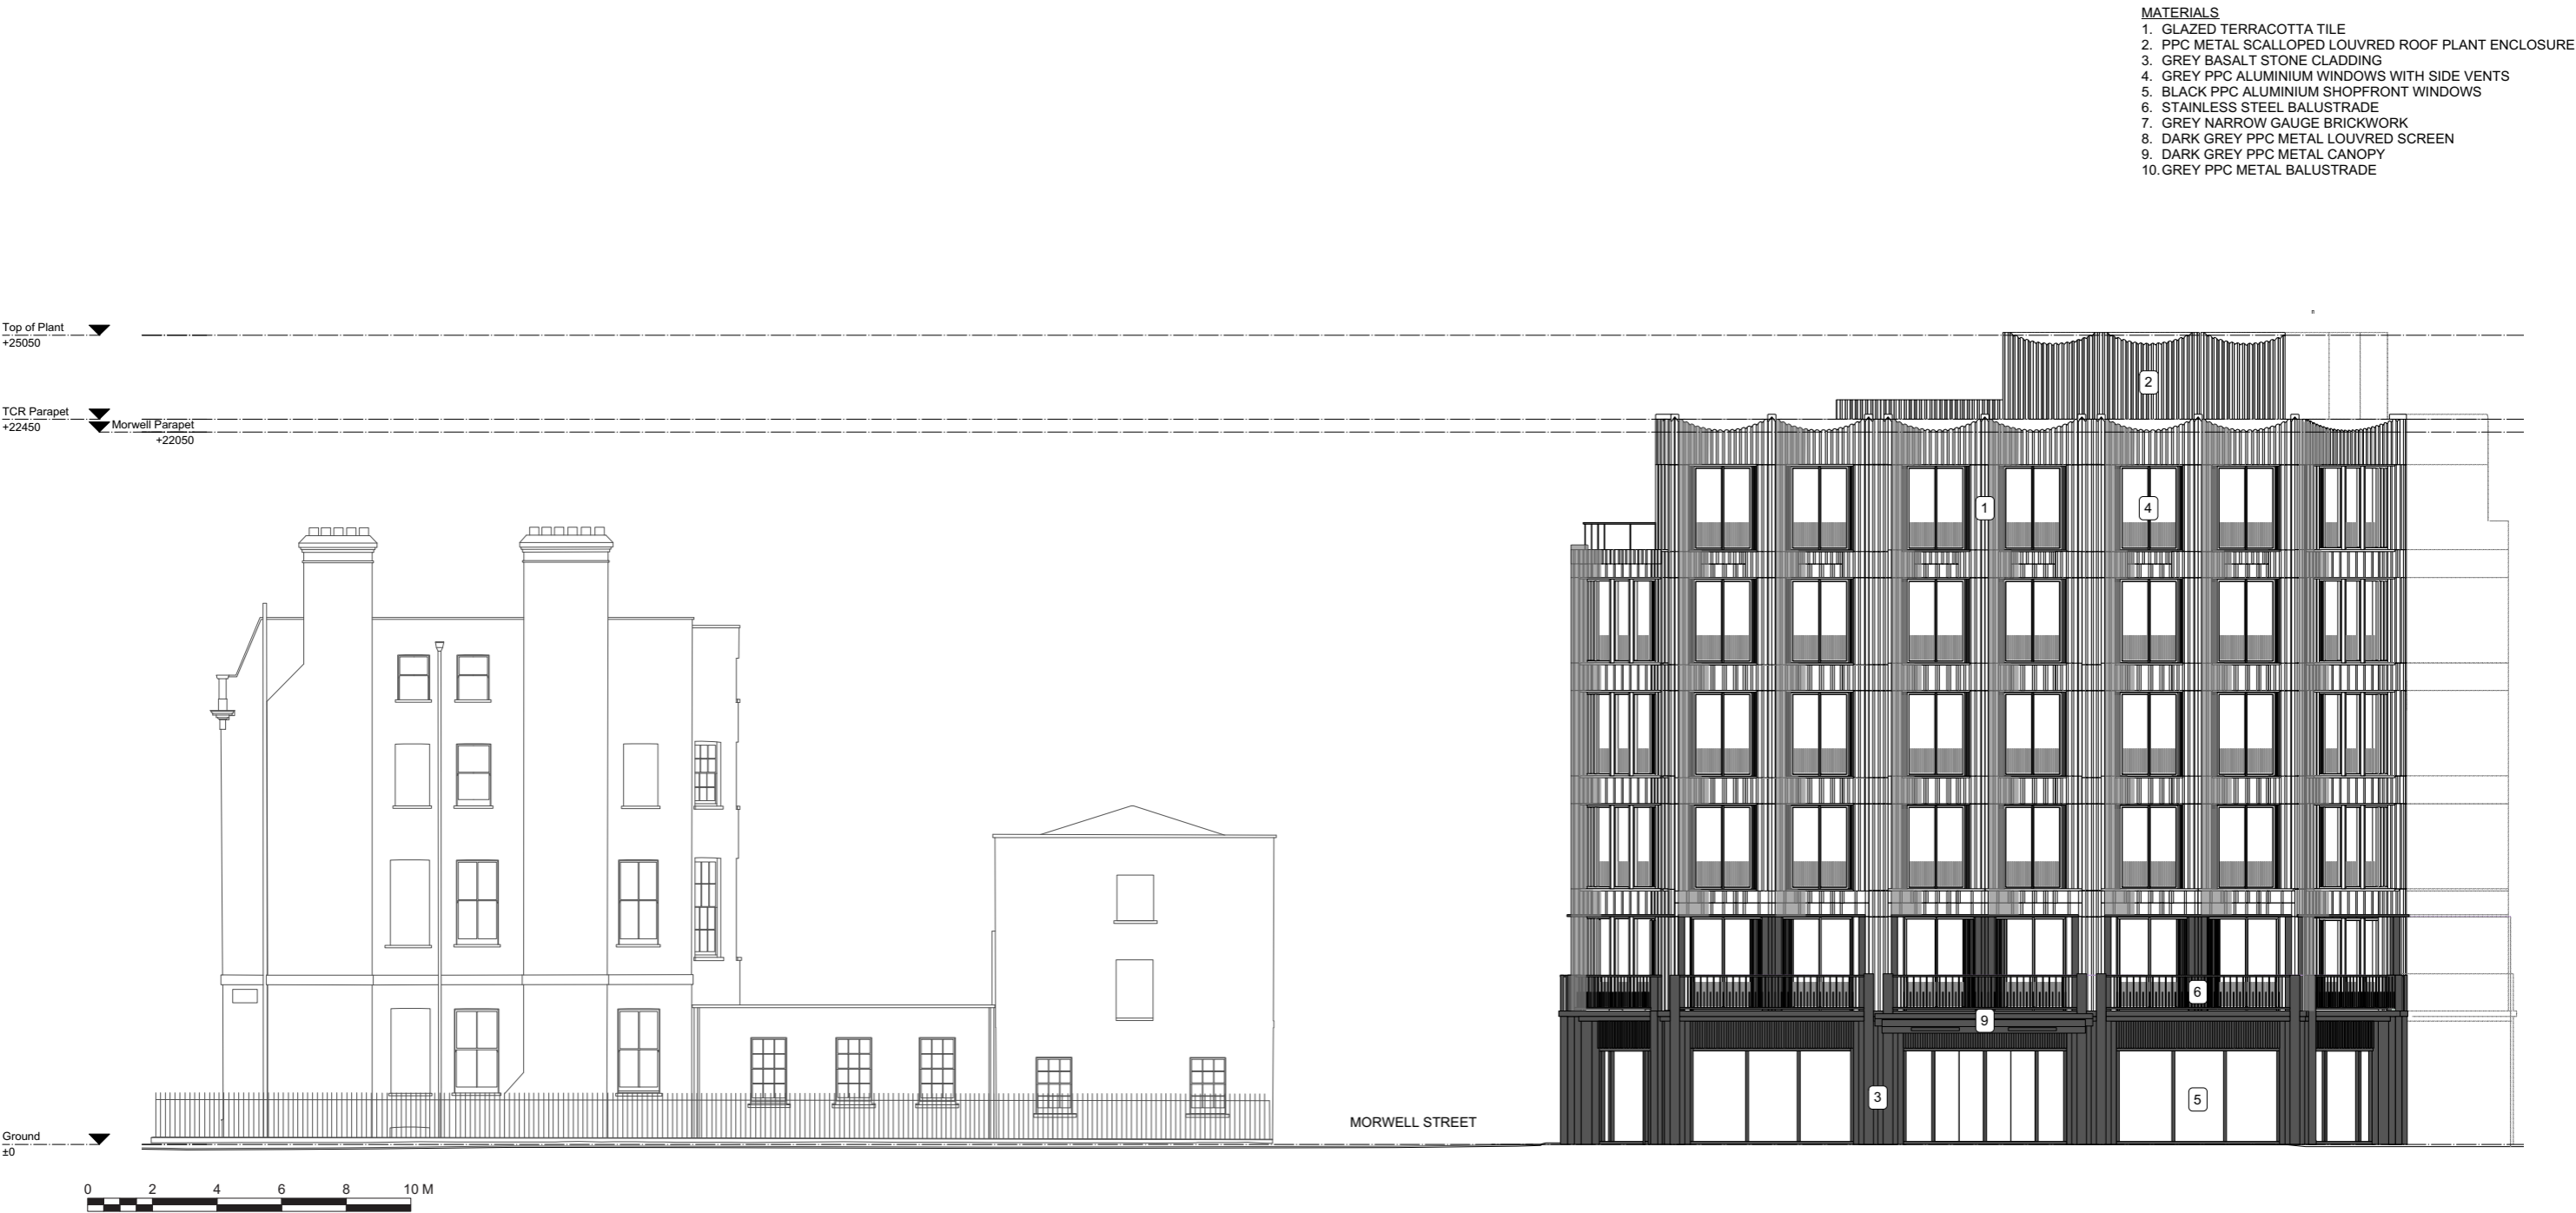 MATERIALS
1. GLAZED TERRACOTTA TILE
2. PPC METAL SCALLOPED LOUVRED ROOF PLANT ENCLOSURE
3. GREY BASALT STONE CLADDING
4. GREY PPC ALUMINIUM WINDOWS WITH SIDE VENTS
5. BLACK PPC ALUMINIUM SHOPFRONT WINDOWS
6. STAINLESS STEEL BALUSTRADE
7. GREY NARROW GAUGE BRICKWORK
8. DARK GREY PPC METAL LOUVRED SCREEN
9. DARK GREY PPC METAL CANOPY
10. GREY PPC METAL BALUSTRADE
Top of Plant
+25050
2
TCR Parapet
+22450
Morwell Parapet
+22050
1
4
6
9
3
5
MORWELL STREET
Ground
±0
0 2 4 6 8 10 M